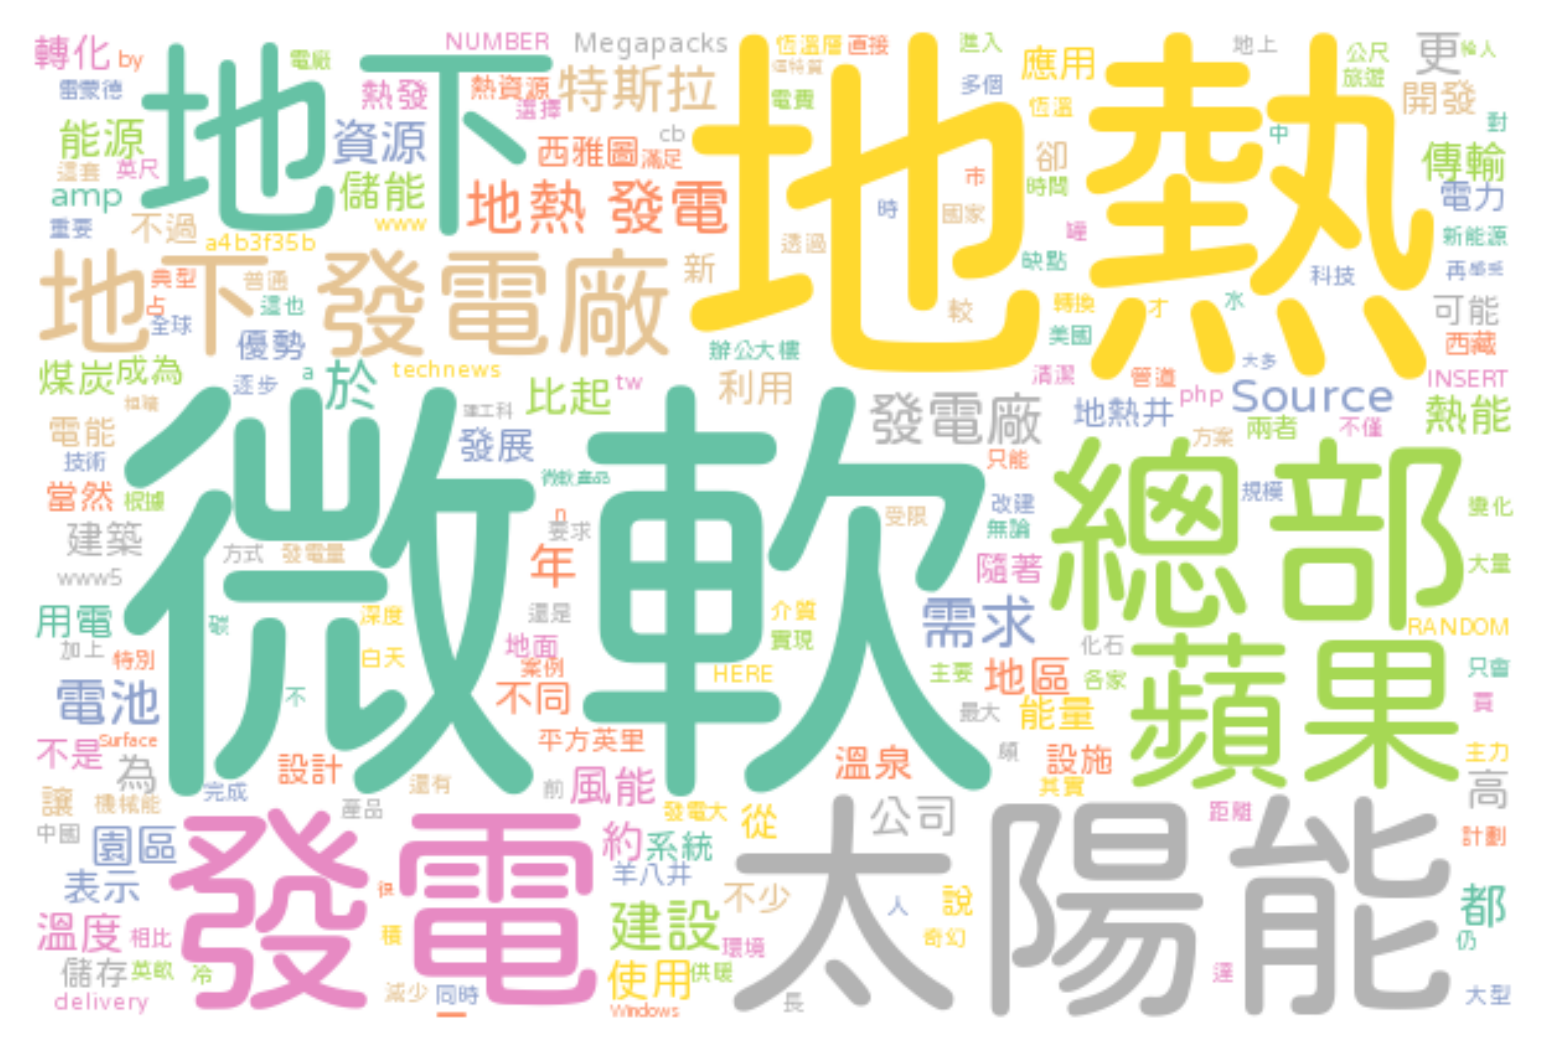 轉化 by 電廠 NUMBER Megapacks 恆溫層 直接 進入 地上 公尺 更
雷蒙德 地下 熱發 熱資源 選擇 特斯拉 電費 地熱 多個 應用 恆溫 旅遊 開發
能源 資源 西雅圖 cb 滿足 中 卻 對 傳輸
這套 英尺 儲能 地熱 發電 市 時間 電力
amp 不過 www 時 國家 罐
重要 a4b3f35b 透過 缺點 新能源
地下 發電廠 典型 普通 新 科技
占 這也 較 轉換 才 水 可能
全球 優勢 美國 西藏
煤炭 成為 technews 辦公大樓 大多
逐步 a 於 比起 tw 利用 清潔 管道 php Source INSERT
電能 發展 發電廠 地熱井 兩者 不僅 熱能
技術 微軟 只能 方案 總部
當然 根據 n 受限 改建 規模 變化
建築 方式 發電量 要求 無論
www5 年 隨著 大量
用電 碳 深度 還是 介質 需求 RANDOM
加上 特別 白天 地面 實現 化石 蘋果
案例 HERE 主要 地區 各家 只會
電池 不 不同 最大 能量 買
不是 Surface 平方英里 主力
為 設計 溫泉 設施 高
讓 機械能 完成 還有 前 風能 其實
中國 園區 產品 發電大 從 公司 距離 計劃
表示 發電 約 系統 太陽能
羊八井 不少 人 說 都
溫度 相比 積 建設 環境 奇幻 仍
儲存 冷 使用 供暖
delivery 減少 同時 Windows 長 大型